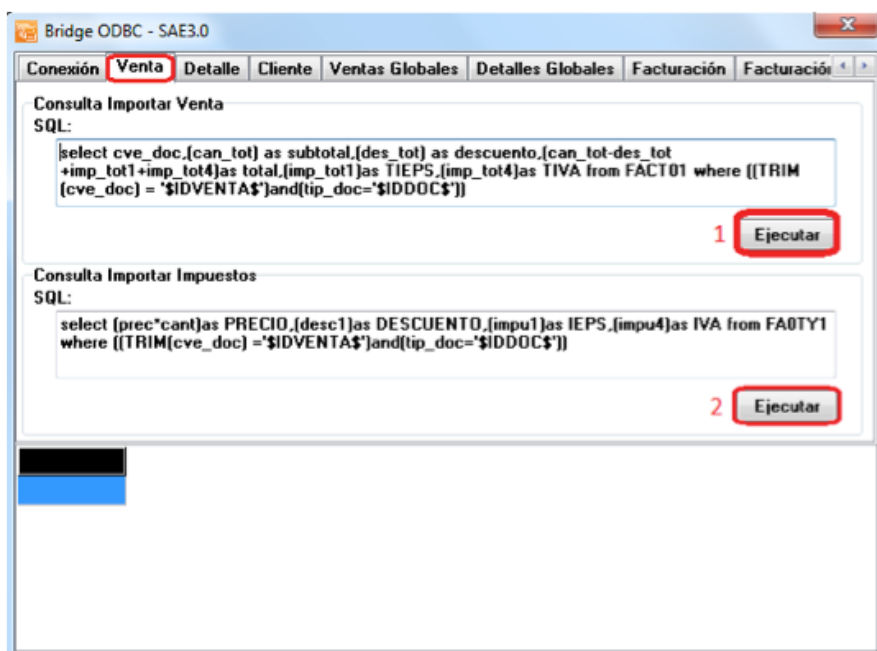 Bridge ODBC - SAE3.0
Conexión Venta Detalle Cliente Ventas Globales Detalles Globales Facturación Facturació
Consulta Importar Venta
SQL:
select cve_doc,(can_tot) as subtotal,(des_tot) as descuento,(can_tot-des_tot
+imp_tot1+imp_tot4)as total,(imp_tot1)as TIEPS,(imp_tot4)as TIVA from FACT01 where ((TRIM
(cve_doc) = '$IDVENTA$')and(tip_doc='$IDDOC$'))
1 Ejecutar
Consulta Importar Impuestos
SQL:
select (prec*cant)as PRECIO,(desc1)as DESCUENTO,(impu1)as IEPS,(impu4)as IVA from FA0TY1
where ((TRIM(cve_doc) ='$IDVENTA$')and(tip_doc='$IDDOC$'))
2 Ejecutar